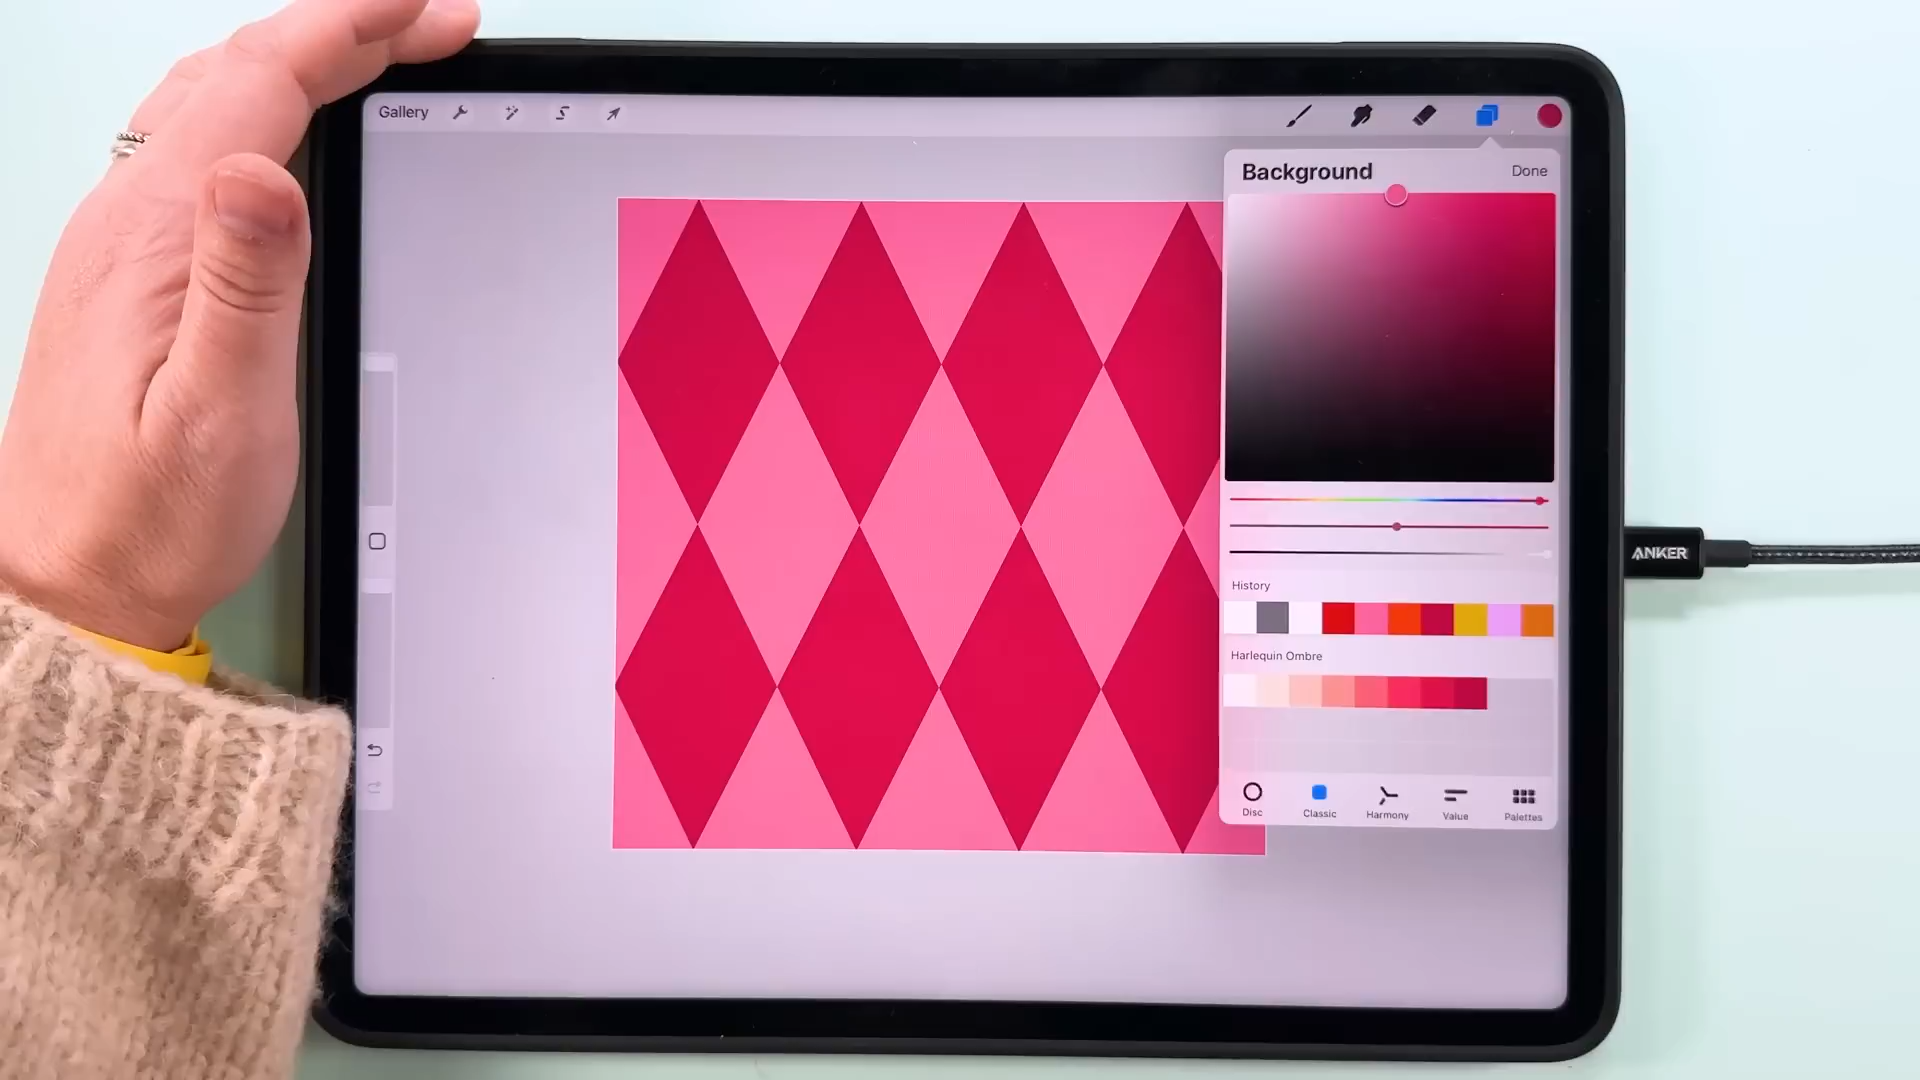 Gallery
Background
Done
ANKER
History
Harlequin Ombre
Disc
Classic
Harmony
Value
Palettes